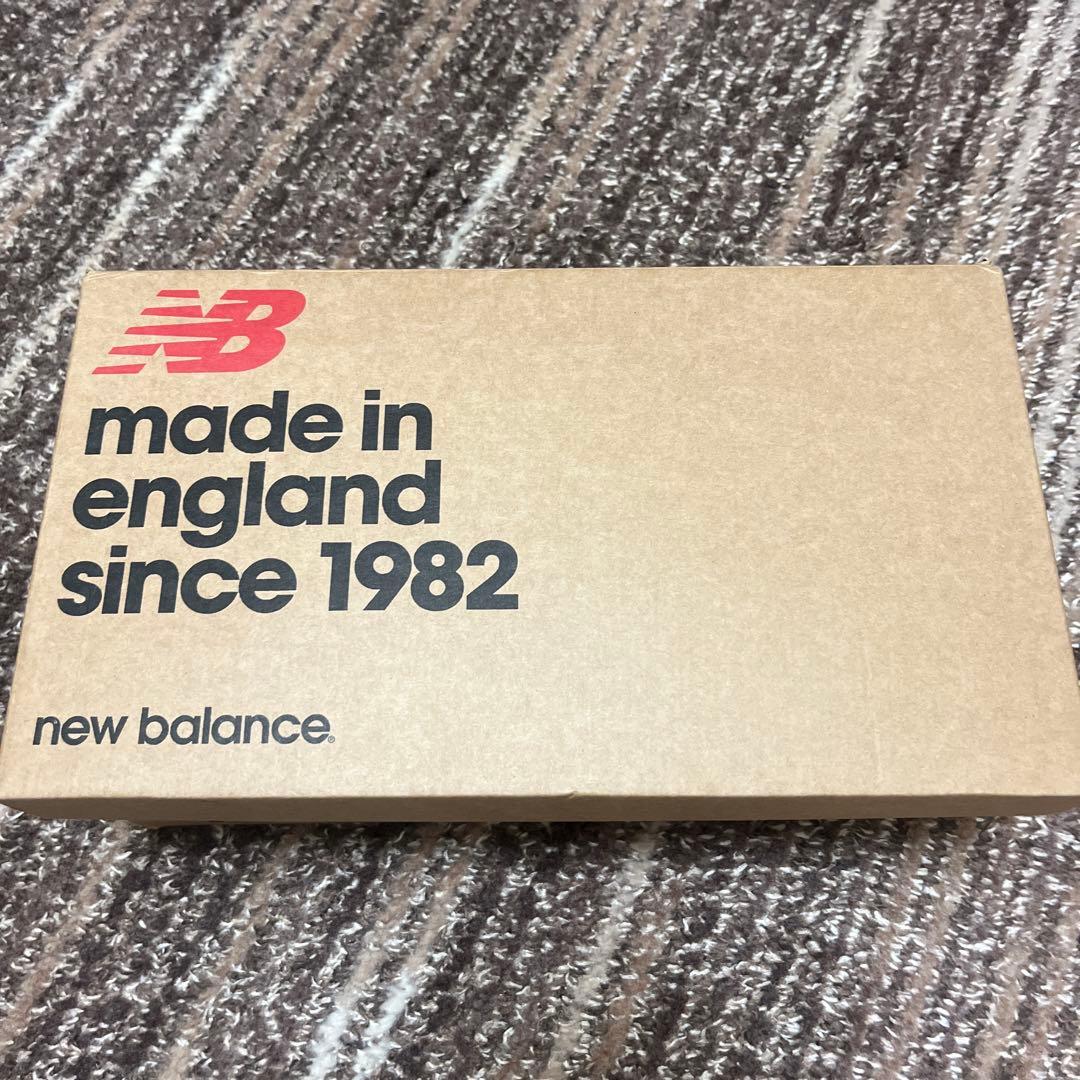 NB
made in
england
since 1982
new balance®